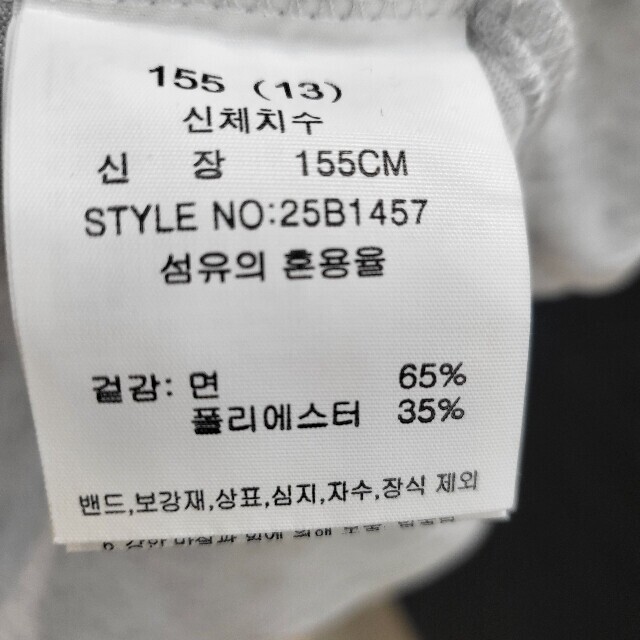 155 (13)
신체치수
신 장 155CM
STYLE NO:25B1457
섬유의 혼용율
겉감: 면 65%
폴리에스터 35%
밴드,보강재,상표,심지,자수,장식 제외